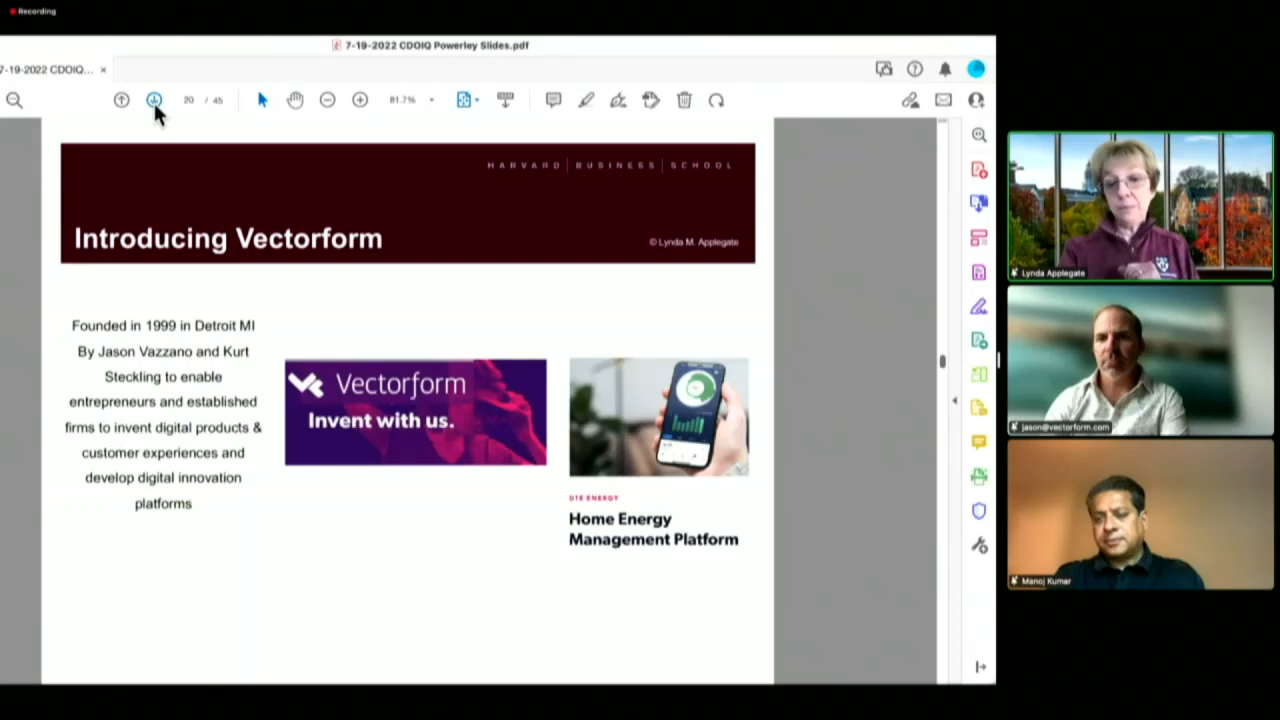 Recording
7-19-2022 CDOIQ Powerley Slides.pdf
7-19-2022 CDOIQ... ×
20 / 45
81.7%
HARVARD | BUSINESS | SCHOOL
Introducing Vectorform
© Lynda M. Applegate
Founded in 1999 in Detroit MI
By Jason Vazzano and Kurt
Steckling to enable
entrepreneurs and established
firms to invent digital products &
customer experiences and
develop digital innovation
platforms
Vectorform
Invent with us.
DTE ENERGY
Home Energy
Management Platform
Lynda Applegate
jason@vectorform.com
Manoj Kumar